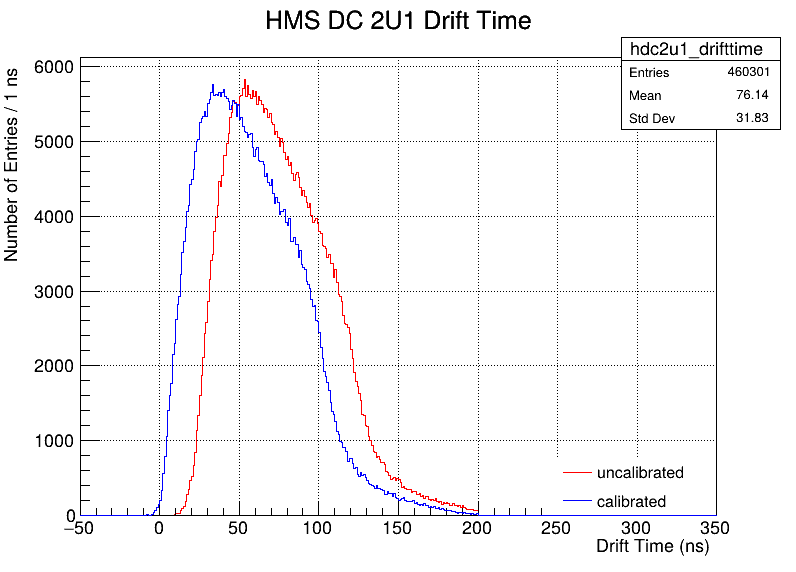 HMS DC 2U1 Drift Time
hdc2u1_drifttime
Entries 460301
Mean 76.14
Std Dev 31.83
Number of Entries / 1 ns
6000
5000
4000
3000
2000
1000
0
−50 0 50 100 150 200 250 300 350
Drift Time (ns)
uncalibrated
calibrated